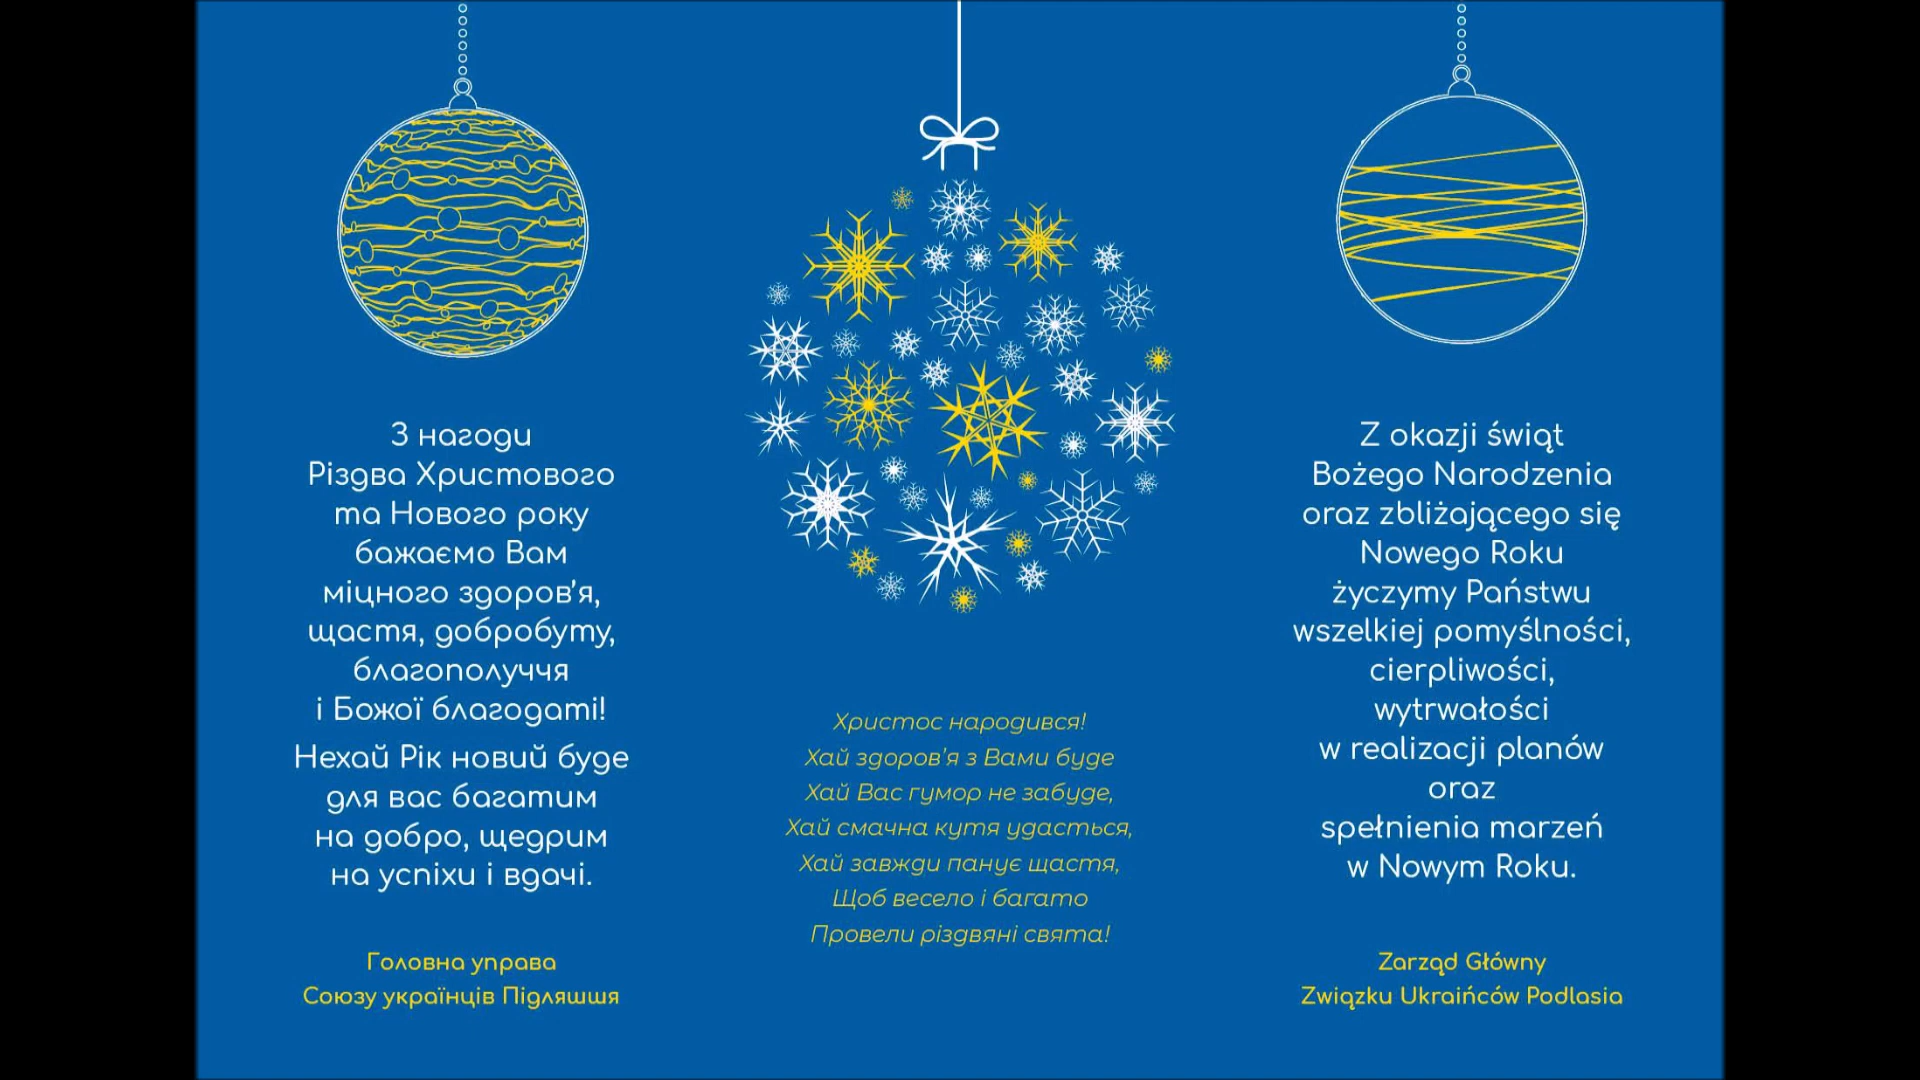 З нагоди
Різдва Христового
та Нового року
бажаємо Вам
міцного здоров’я,
щастя, добробуту,
благополуччя
і Божої благодаті!
Нехай Рік новий буде
для вас багатим
на добро, щедрим
на успіхи і вдачі.
Головна управа
Союзу українців Підляшшя
Христос народився!
Хай здоров’я з Вами буде
Хай Вас гумор не забуде,
Хай смачна кутя удасться,
Хай завжди панує щастя,
Щоб весело і багато
Провели різдвяні свята!
Z okazji świąt
Bożego Narodzenia
oraz zbliżającego się
Nowego Roku
życzymy Państwu
wszelkiej pomyślności,
cierpliwości,
wytrwałości
w realizacji planów
oraz
spełnienia marzeń
w Nowym Roku.
Zarząd Główny
Związku Ukraińców Podlasia